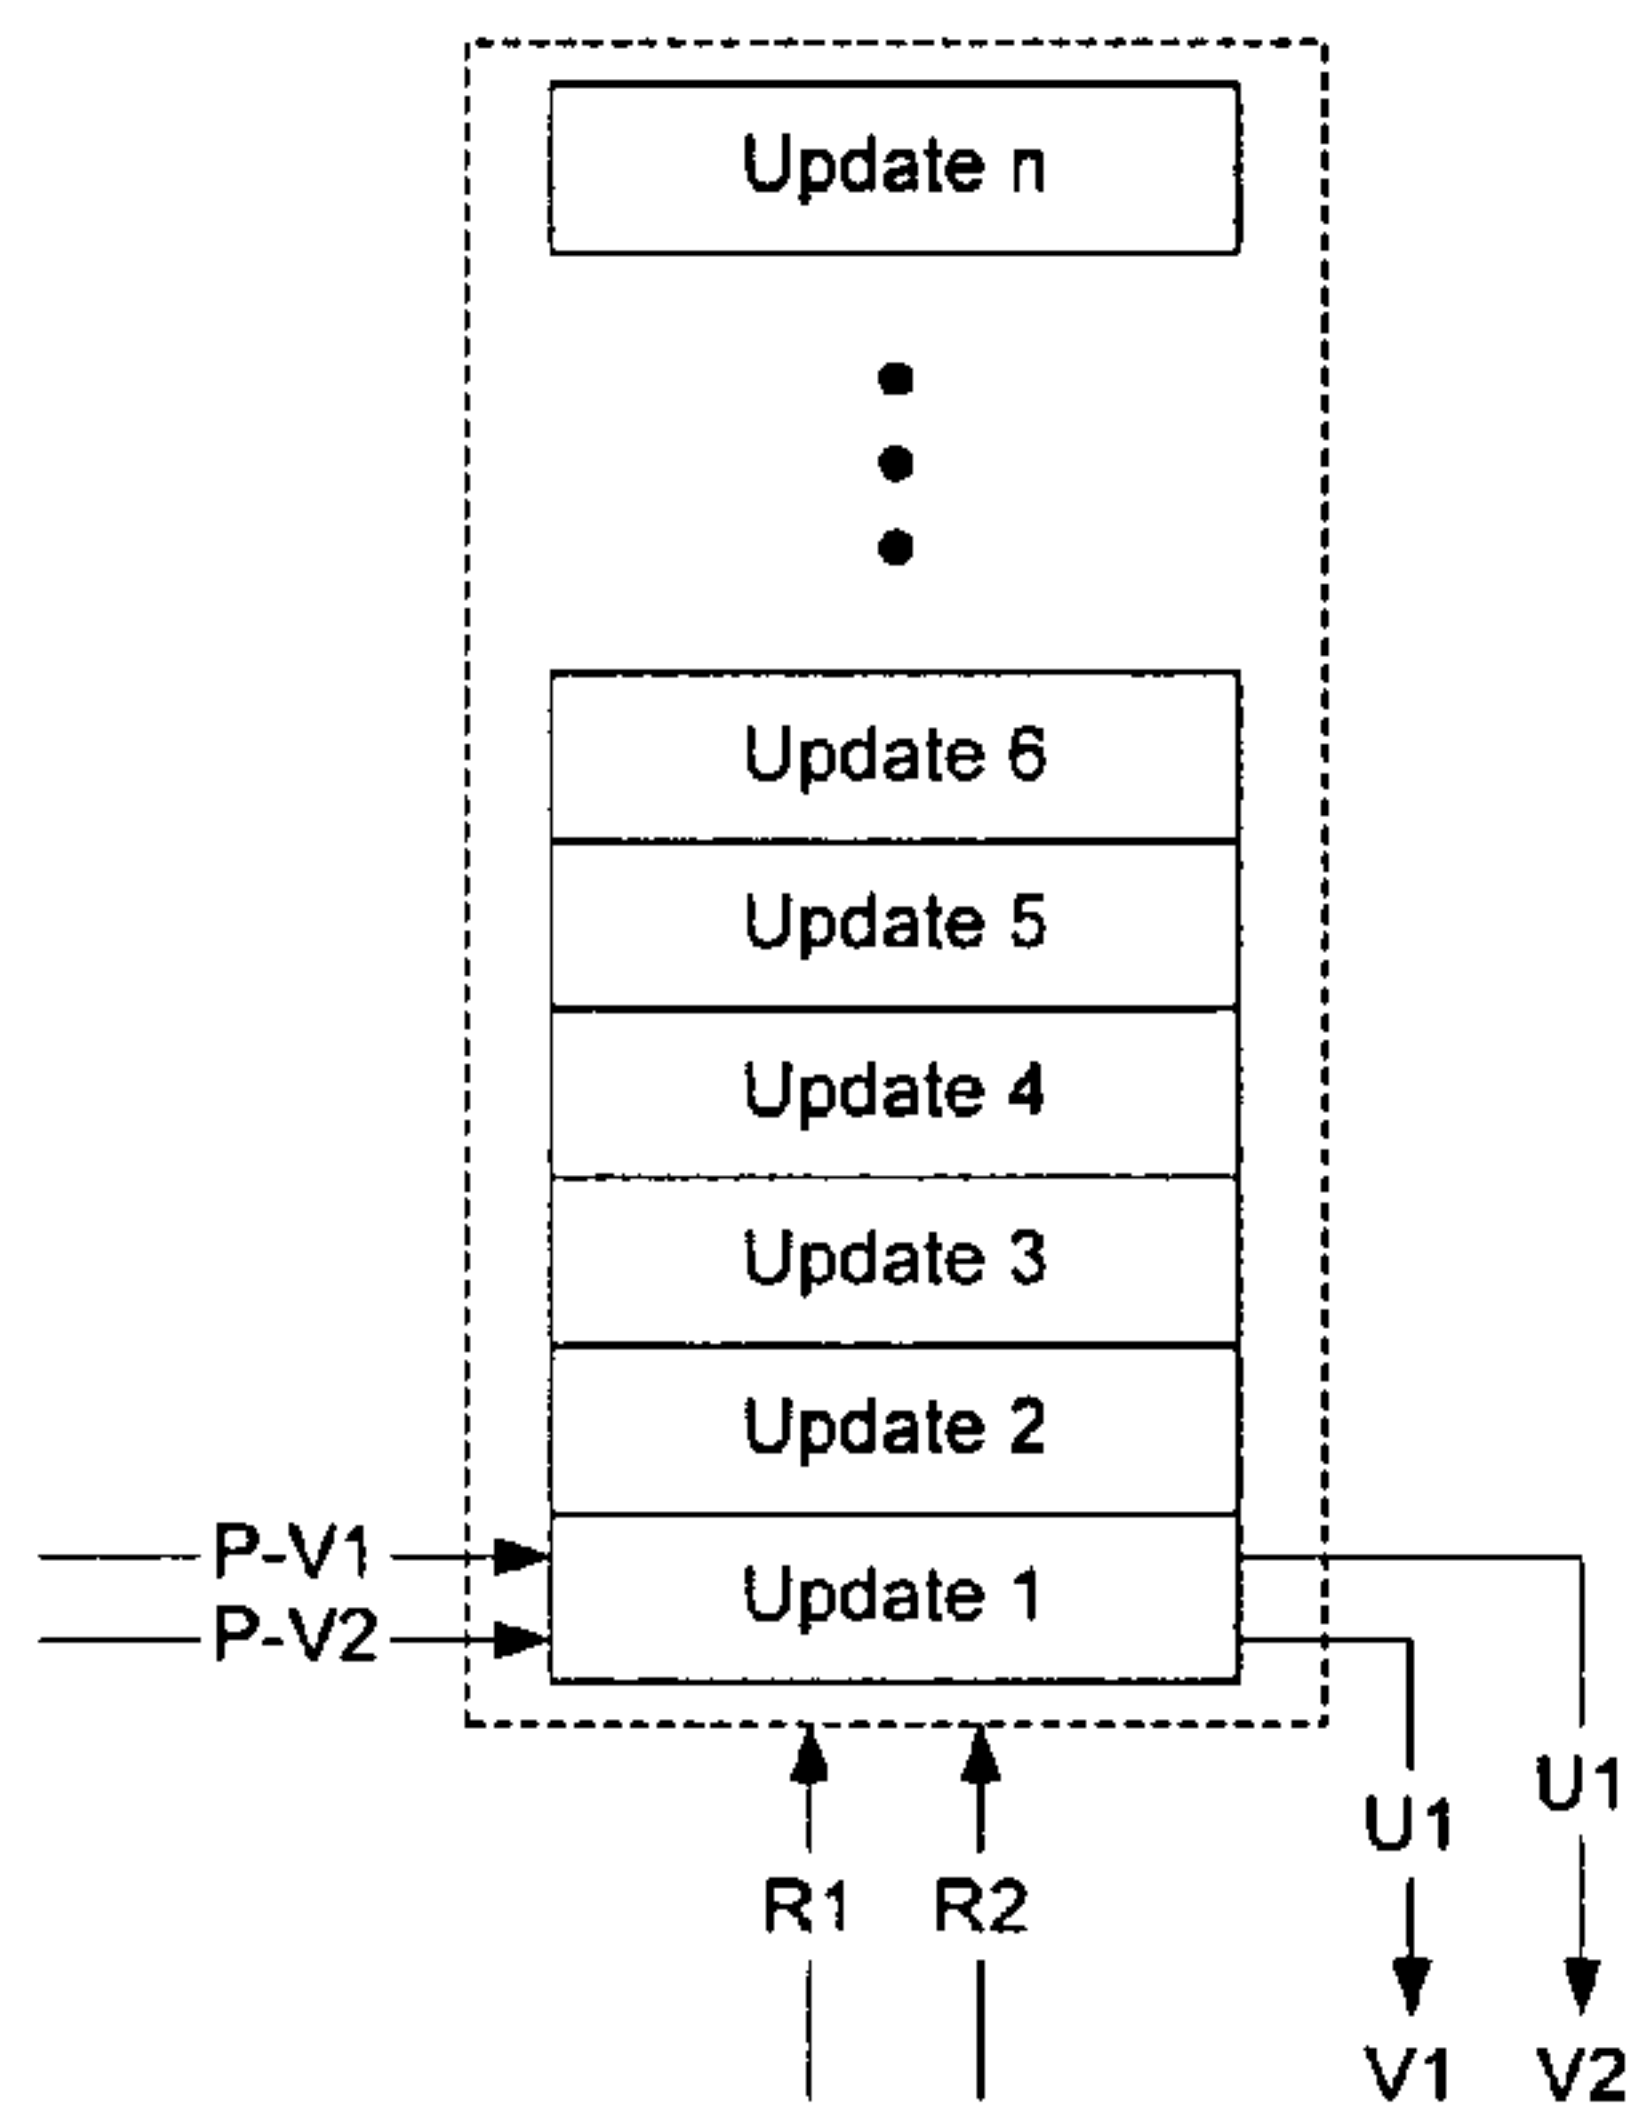 Update n
Update 6
Update 5
Update 4
Update 3
Update 2
P-V1
Update 1
P-V2
U1
U1
R1
R2
V1
V2